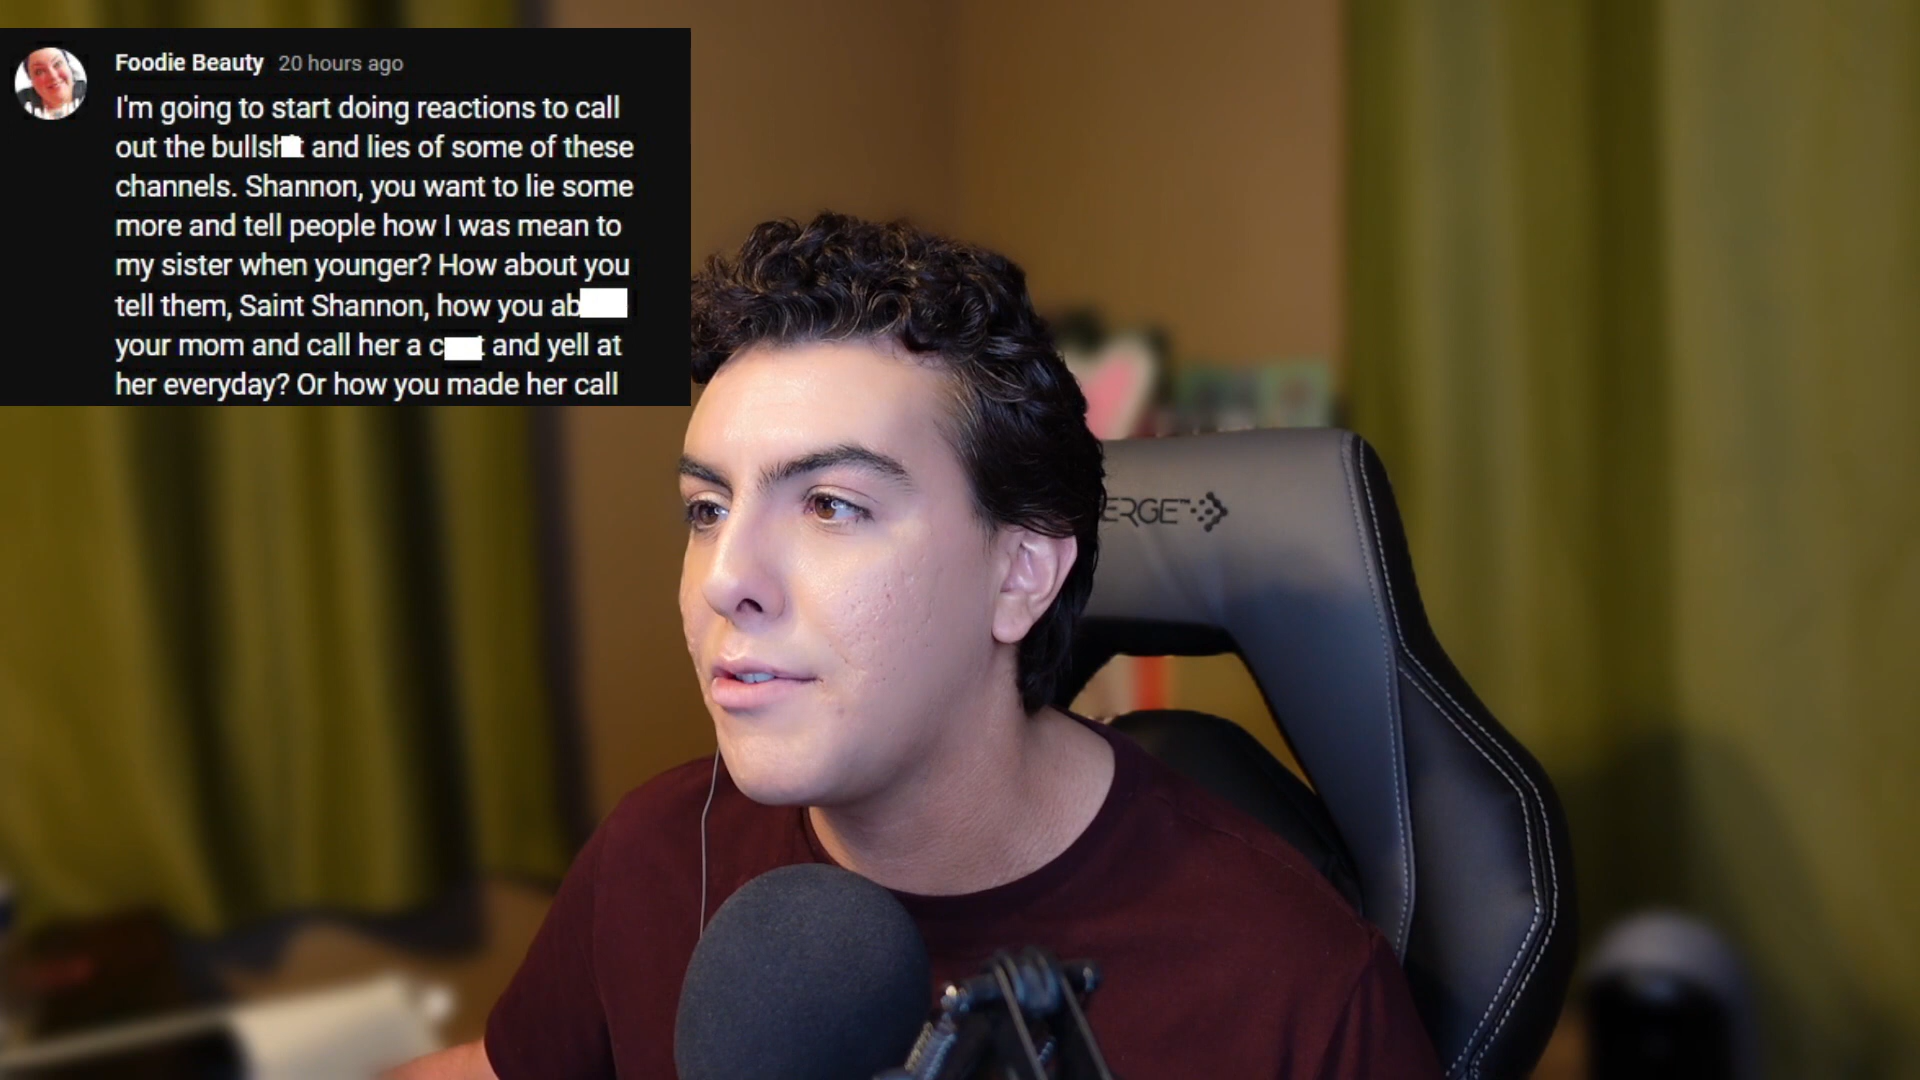 Foodie Beauty 20 hours ago
I'm going to start doing reactions to call
out the bullsh t and lies of some of these
channels. Shannon, you want to lie some
more and tell people how I was mean to
my sister when younger? How about you
tell them, Saint Shannon, how you ab
your mom and call her a c t and yell at
her everyday? Or how you made her call
ERGE™